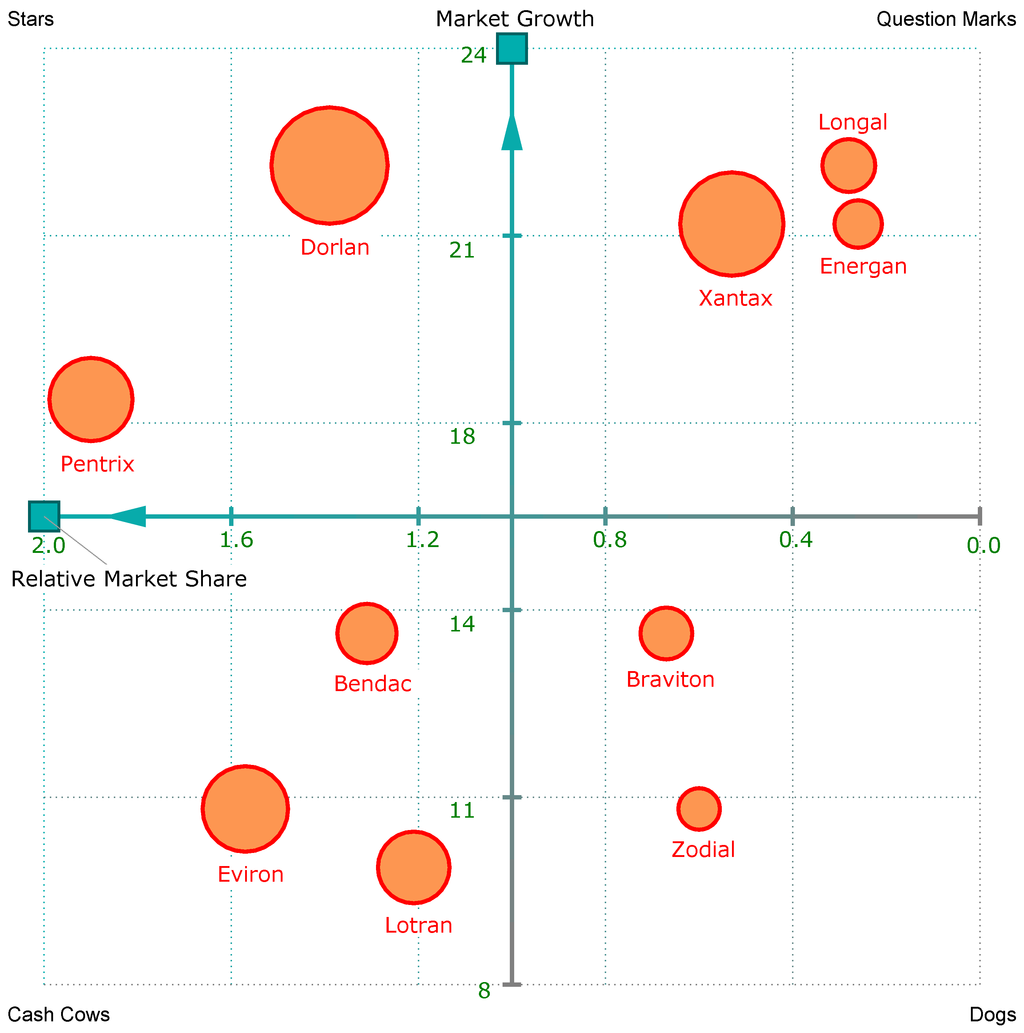 Stars
Market Growth
Question Marks
24
Longal
Dorlan
21
Energan
Xantax
18
Pentrix
2.0
1.6
1.2
0.8
0.4
0.0
Relative Market Share
14
Bendac
Braviton
11
Zodial
Eviron
Lotran
8
Cash Cows
Dogs